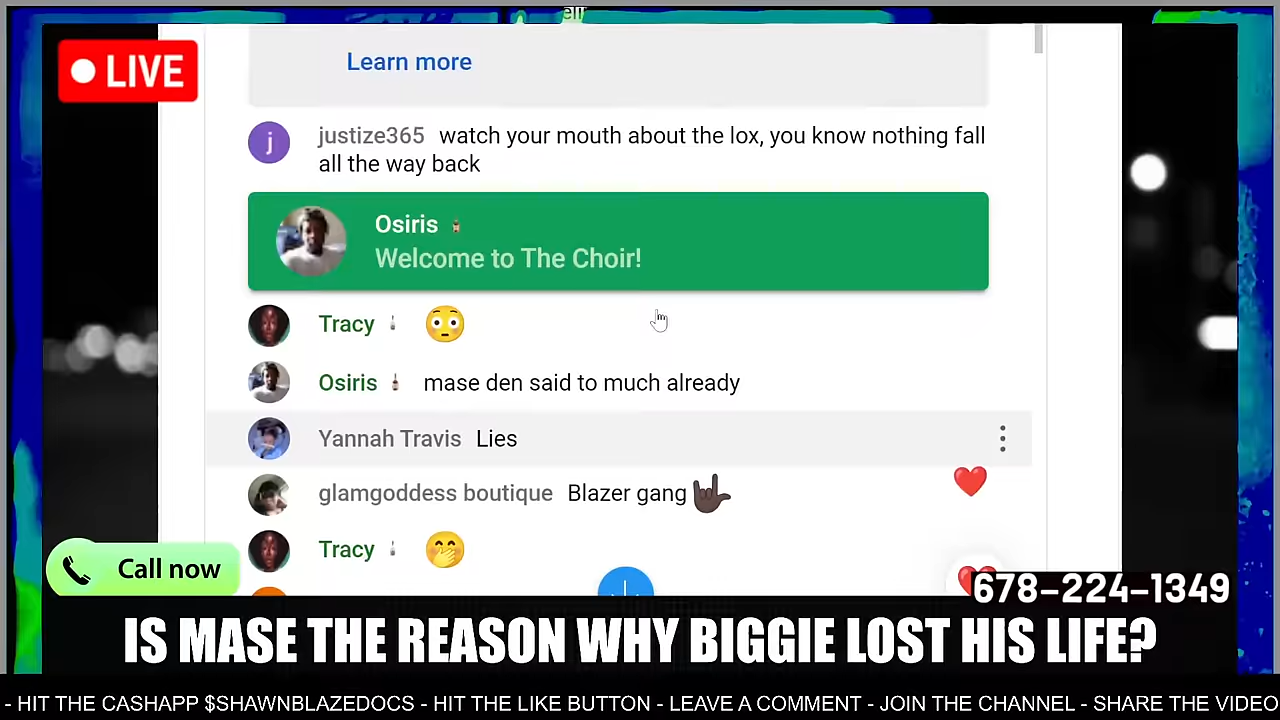 LIVE
Learn more
j
justize365 watch your mouth about the lox, you know nothing fall
all the way back
Osiris
Welcome to The Choir!
Tracy
Osiris mase den said to much already
Yannah Travis Lies
glamgoddess boutique Blazer gang
Tracy
Call now
678-224-1349
IS MASE THE REASON WHY BIGGIE LOST HIS LIFE?
- HIT THE CASHAPP $SHAWNBLAZEDOCS - HIT THE LIKE BUTTON - LEAVE A COMMENT - JOIN THE CHANNEL - SHARE THE VIDEO